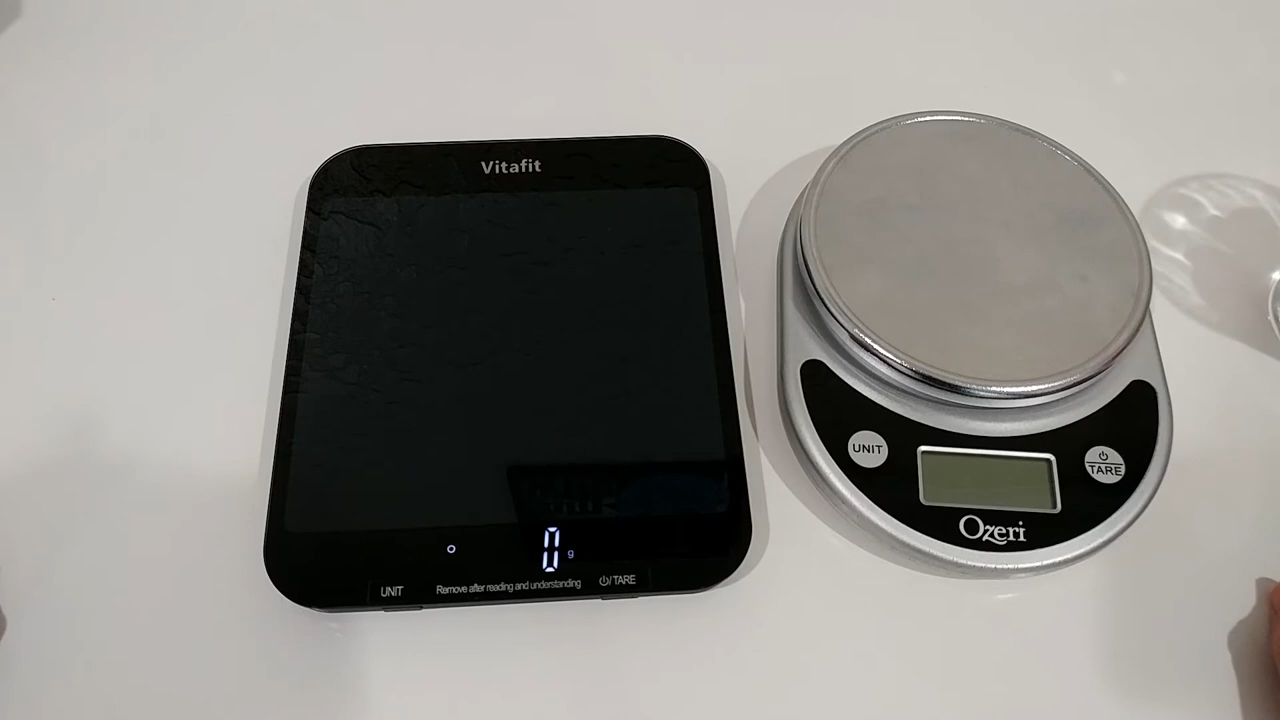 Vitafit
0 g
UNIT Remove after reading and understanding ⏻/TARE
UNIT
⏻
TARE
Ozeri